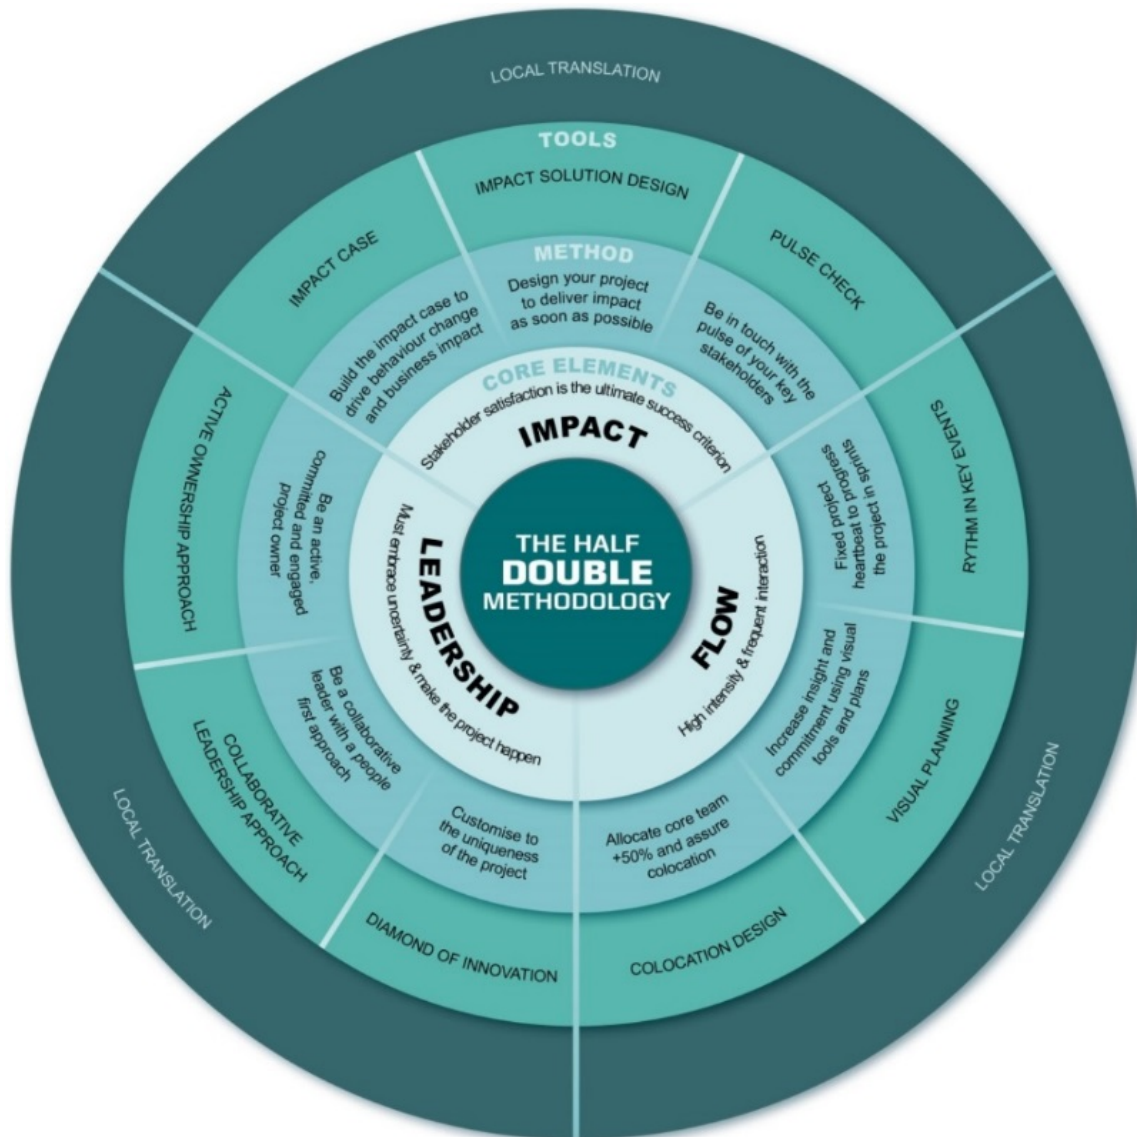 LOCAL TRANSLATION
TOOLS
IMPACT SOLUTION DESIGN
IMPACT CASE
PULSE CHECK
METHOD
Design your project
to deliver impact
as soon as possible
Build the impact case to
drive behaviour change
and business impact
Be in touch with the
pulse of your key
stakeholders
CORE ELEMENTS
Stakeholder satisfaction is the ultimate success criterion
IMPACT
THE HALF
DOUBLE
METHODOLOGY
FLOW
High intensity & frequent interaction
Fixed project
heartbeat to progress
the project in sprints
RYTHM IN KEY EVENTS
Increase insight and
commitment using visual
tools and plans
VISUAL PLANNING
Allocate core team
+50% and assure
colocation
COLOCATION DESIGN
LOCAL TRANSLATION
LEADERSHIP
Must embrace uncertainty & make the project happen
Customise to
the uniqueness
of the project
DIAMOND OF INNOVATION
Be a collaborative
leader with a people
first approach
COLLABORATIVE
LEADERSHIP APPROACH
Be an active,
committed and engaged
project owner
ACTIVE OWNERSHIP APPROACH
LOCAL TRANSLATION